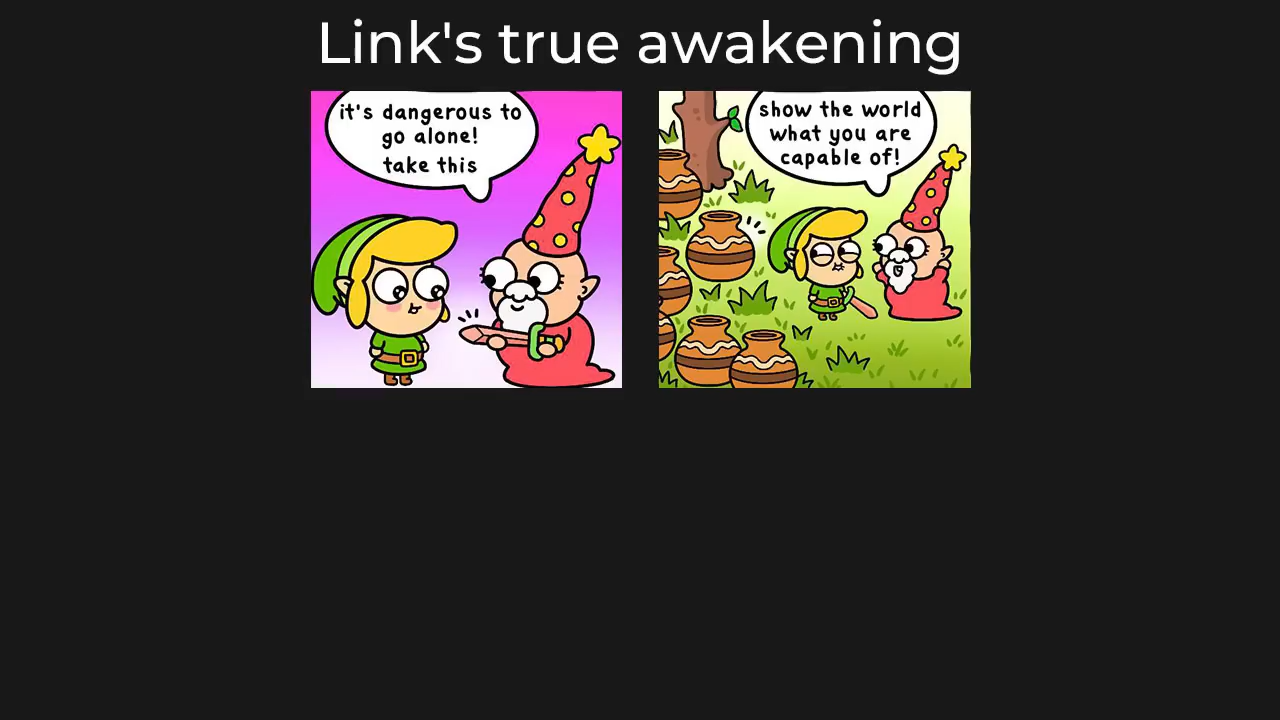 Link's true awakening
it's dangerous to
go alone!
take this
show the world
what you are
capable of!